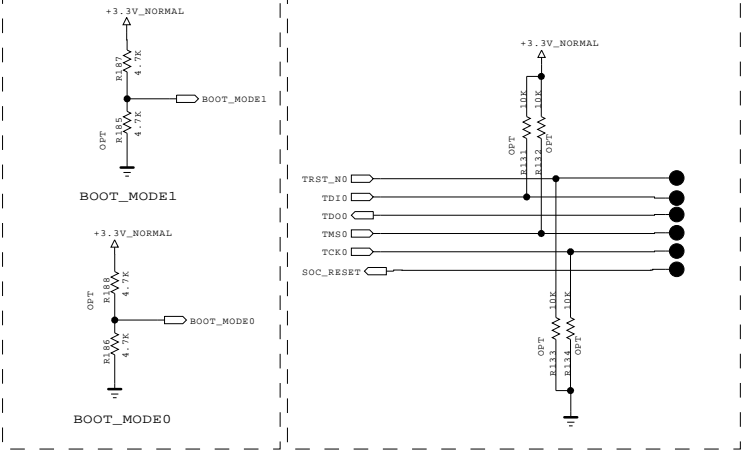 +3.3V_NORMAL
R187
4.7K
BOOT_MODE1
OPT
R185
4.7K
BOOT_MODE1
+3.3V_NORMAL
OPT
R188
4.7K
BOOT_MODE0
R186
4.7K
BOOT_MODE0
+3.3V_NORMAL
10K
10K
OPT
OPT
R131
R132
TRST_N0
TDI0
TDO0
TMS0
TCK0
SOC_RESET
10K
10K
OPT
OPT
R133
R134